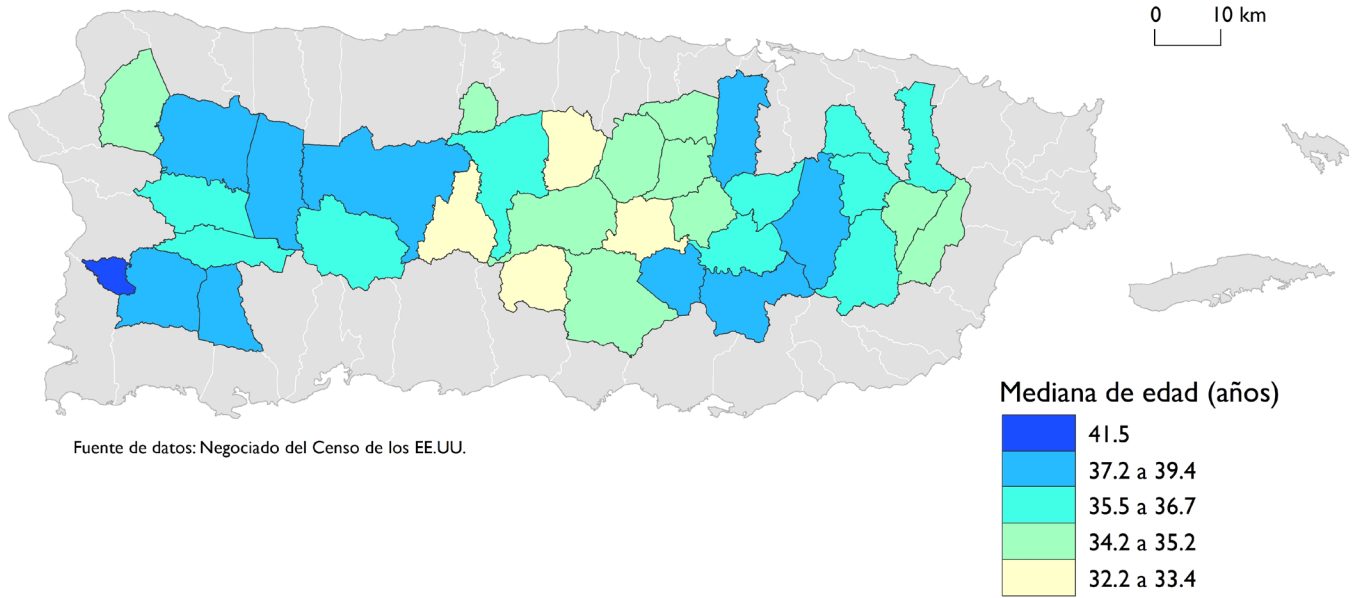 0 10 km
Mediana de edad (años)
41.5
37.2 a 39.4
35.5 a 36.7
34.2 a 35.2
32.2 a 33.4
Fuente de datos: Negociado del Censo de los EE.UU.